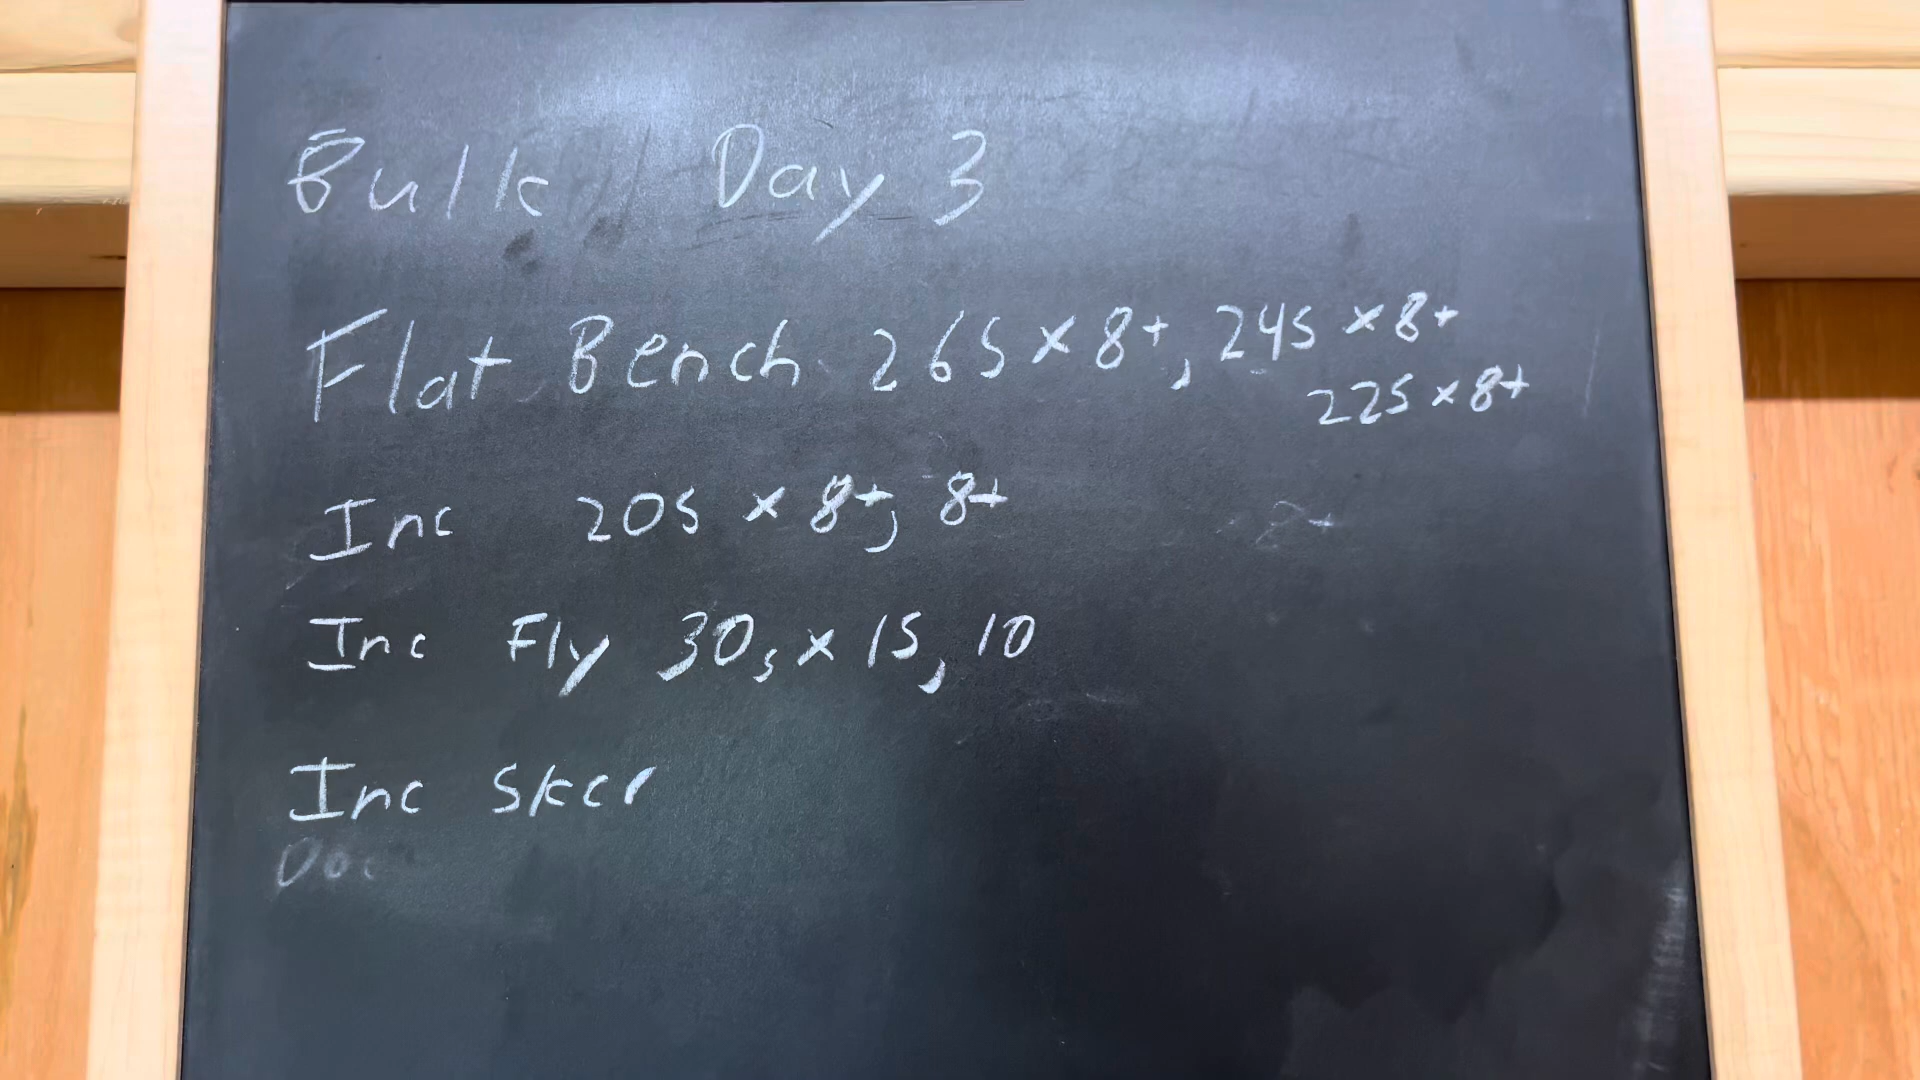 Bulk Day 3
Flat Bench 265 x 8+, 245 x 8+
225 x 8+
Inc 205 x 8+, 8+
Inc Fly 30s x 15, 10
Inc